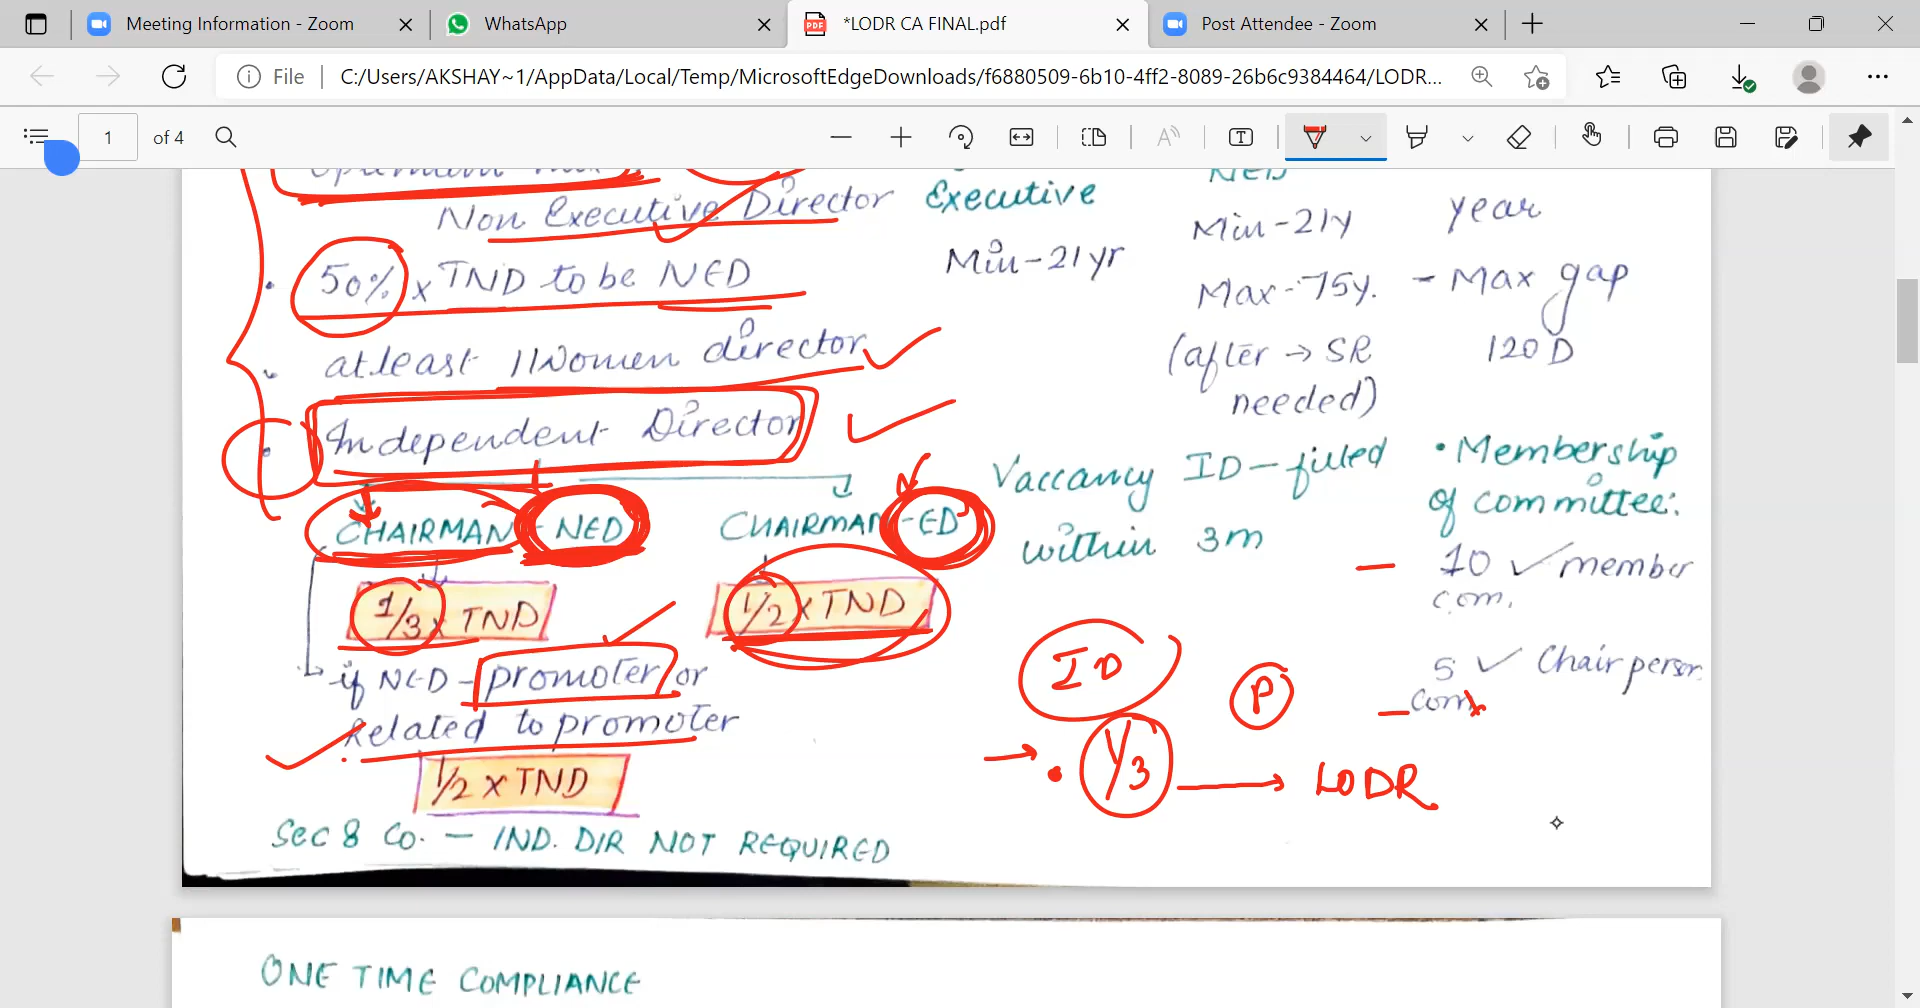 Meeting Information - Zoom
WhatsApp
*LODR CA FINAL.pdf
Post Attendee - Zoom
File
C:/Users/AKSHAY~1/AppData/Local/Temp/MicrosoftEdgeDownloads/f6880509-6b10-4ff2-8089-26b6c9384464/LODR...
1 of 4
Non Executive Director
50% x TND to be NED
atleast 1 Women director
Independent Director
CHAIRMAN - NED
CHAIRMAN - ED
1/3 x TND
1/2 x TND
if NED - promoter or
Related to promoter
1/2 x TND
Sec 8 Co. - IND. DIR NOT REQUIRED
Executive
Min - 21 yr
NED
Min - 21y
Max - 75y.
(after → SR
needed)
year
- Max gap
120 D
Vaccancy ID - filled
within 3m
• Membership
of committee:
10 ✓ member
com.
5 ✓ Chairperson
Com
ID
P
1/3 → LODR
ONE TIME COMPLIANCE